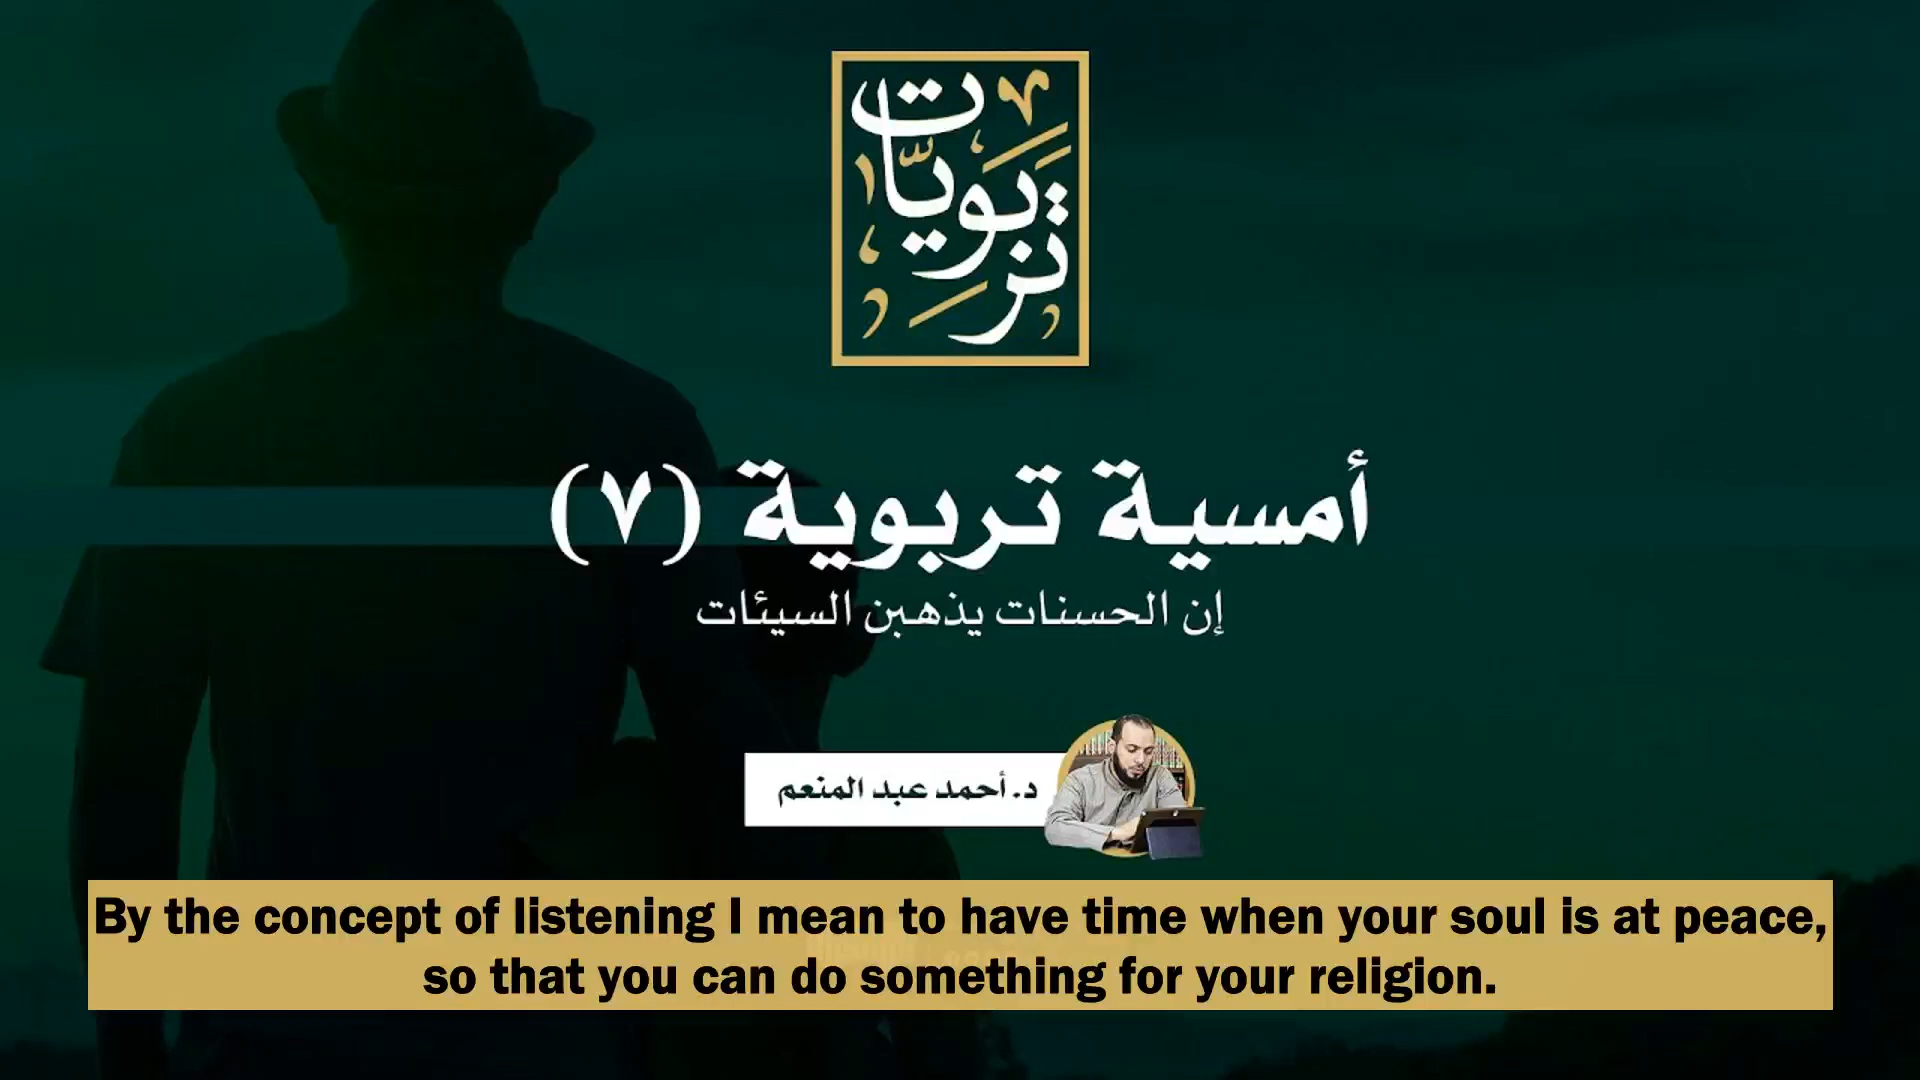 تربويات
أمسية تربوية (٧)
إن الحسنات يذهبن السيئات
د. أحمد عبد المنعم
By the concept of listening I mean to have time when your soul is at peace,
so that you can do something for your religion.